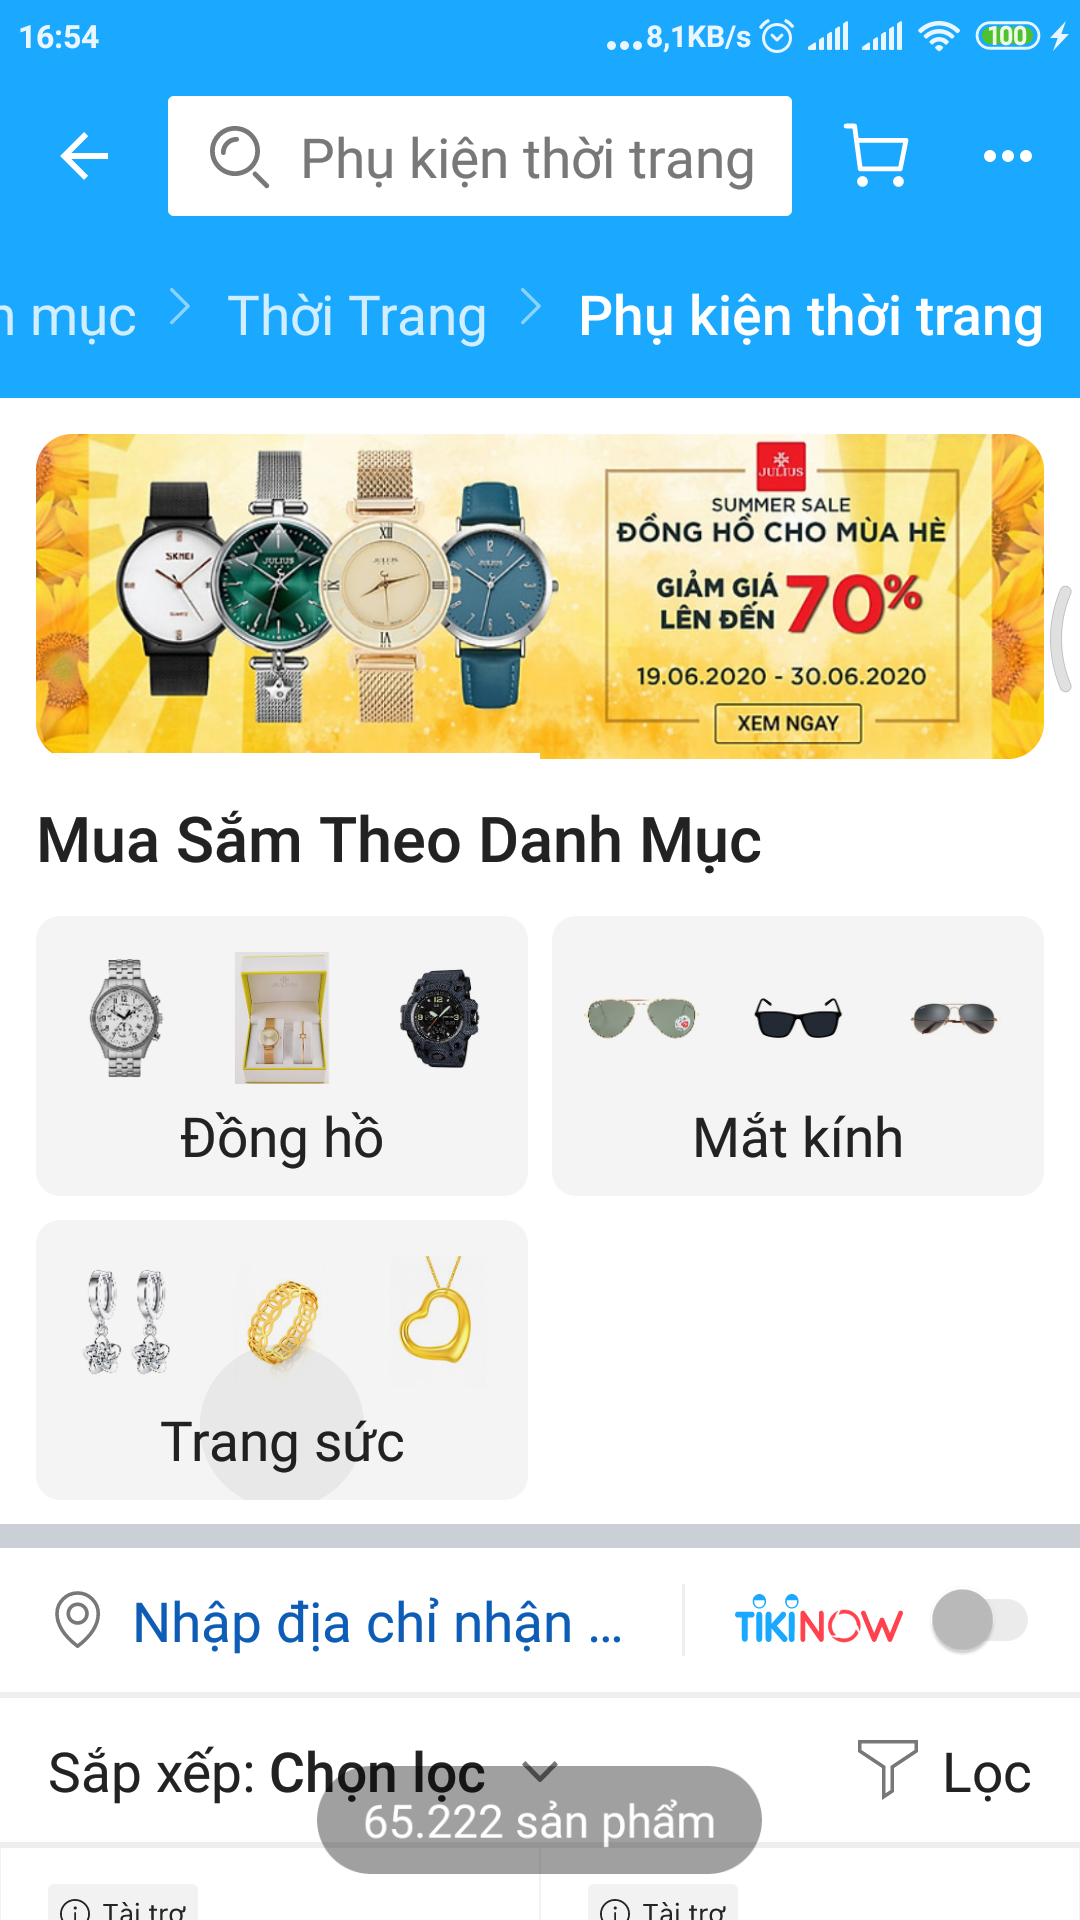 16:54
...8,1KB/s
100
Phụ kiện thời trang
n mục
Thời Trang
Phụ kiện thời trang
JULIUS
SUMMER SALE
ĐỒNG HỒ CHO MÙA HÈ
GIẢM GIÁ
LÊN ĐẾN
70%
19.06.2020 - 30.06.2020
XEM NGAY
SKMEI
JULIUS
Mua Sắm Theo Danh Mục
Đồng hồ
Mắt kính
Trang sức
Nhập địa chỉ nhận ...
TIKINOW
Sắp xếp: Chọn lọc
Lọc
65.222 sản phẩm
Tài trợ
Tài trợ